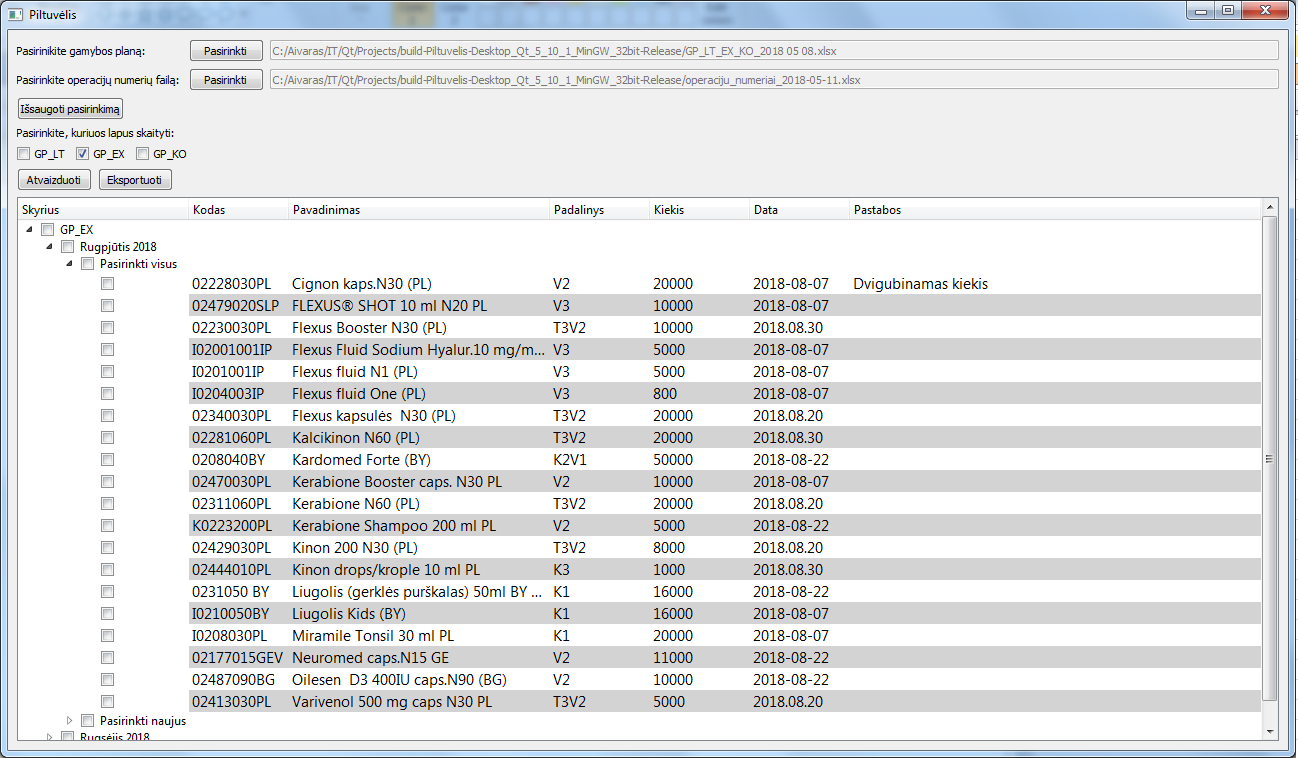 Piltuvėlis
Pasirinkite gamybos planą: Pasirinkti C:/Aivaras/IT/Qt/Projects/build-Piltuvelis-Desktop_Qt_5_10_1_MinGW_32bit-Release/GP_LT_EX_KO_2018 05 08.xlsx
Pasirinkite operacijų numerių failą: Pasirinkti C:/Aivaras/IT/Qt/Projects/build-Piltuvelis-Desktop_Qt_5_10_1_MinGW_32bit-Release/operaciju_numeriai_2018-05-11.xlsx
Išsaugoti pasirinkimą
Pasirinkite, kuriuos lapus skaityti:
GP_LT GP_EX GP_KO
Atvaizduoti Eksportuoti
Skyrius Kodas Pavadinimas Padalinys Kiekis Data Pastabos
GP_EX
Rugpjūtis 2018
Pasirinkti visus
02228030PL Cignon kaps.N30 (PL) V2 20000 2018-08-07 Dvigubinamas kiekis
02479020SLP FLEXUS® SHOT 10 ml N20 PL V3 10000 2018-08-07
02230030PL Flexus Booster N30 (PL) T3V2 10000 2018.08.30
I02001001IP Flexus Fluid Sodium Hyalur.10 mg/m... V3 5000 2018-08-07
I0201001IP Flexus fluid N1 (PL) V3 5000 2018-08-07
I0204003IP Flexus fluid One (PL) V3 800 2018-08-07
02340030PL Flexus kapsulės  N30 (PL) T3V2 20000 2018.08.20
02281060PL Kalcikinon N60 (PL) T3V2 20000 2018.08.30
0208040BY Kardomed Forte (BY) K2V1 50000 2018-08-22
02470030PL Kerabione Booster caps. N30 PL V2 10000 2018-08-07
02311060PL Kerabione N60 (PL) T3V2 20000 2018.08.20
K0223200PL Kerabione Shampoo 200 ml PL V2 5000 2018-08-22
02429030PL Kinon 200 N30 (PL) T3V2 8000 2018.08.20
02444010PL Kinon drops/krople 10 ml PL K3 1000 2018.08.30
0231050 BY Liugolis (gerklės purškalas) 50ml BY ... K1 16000 2018-08-22
I0210050BY Liugolis Kids (BY) K1 16000 2018-08-07
I0208030PL Miramile Tonsil 30 ml PL K1 20000 2018-08-07
02177015GEV Neuromed caps.N15 GE V2 11000 2018-08-22
02487090BG Oilesen  D3 400IU caps.N90 (BG) V2 10000 2018-08-22
02413030PL Varivenol 500 mg caps N30 PL T3V2 5000 2018.08.20
Pasirinkti naujus
Rugsėjis 2018